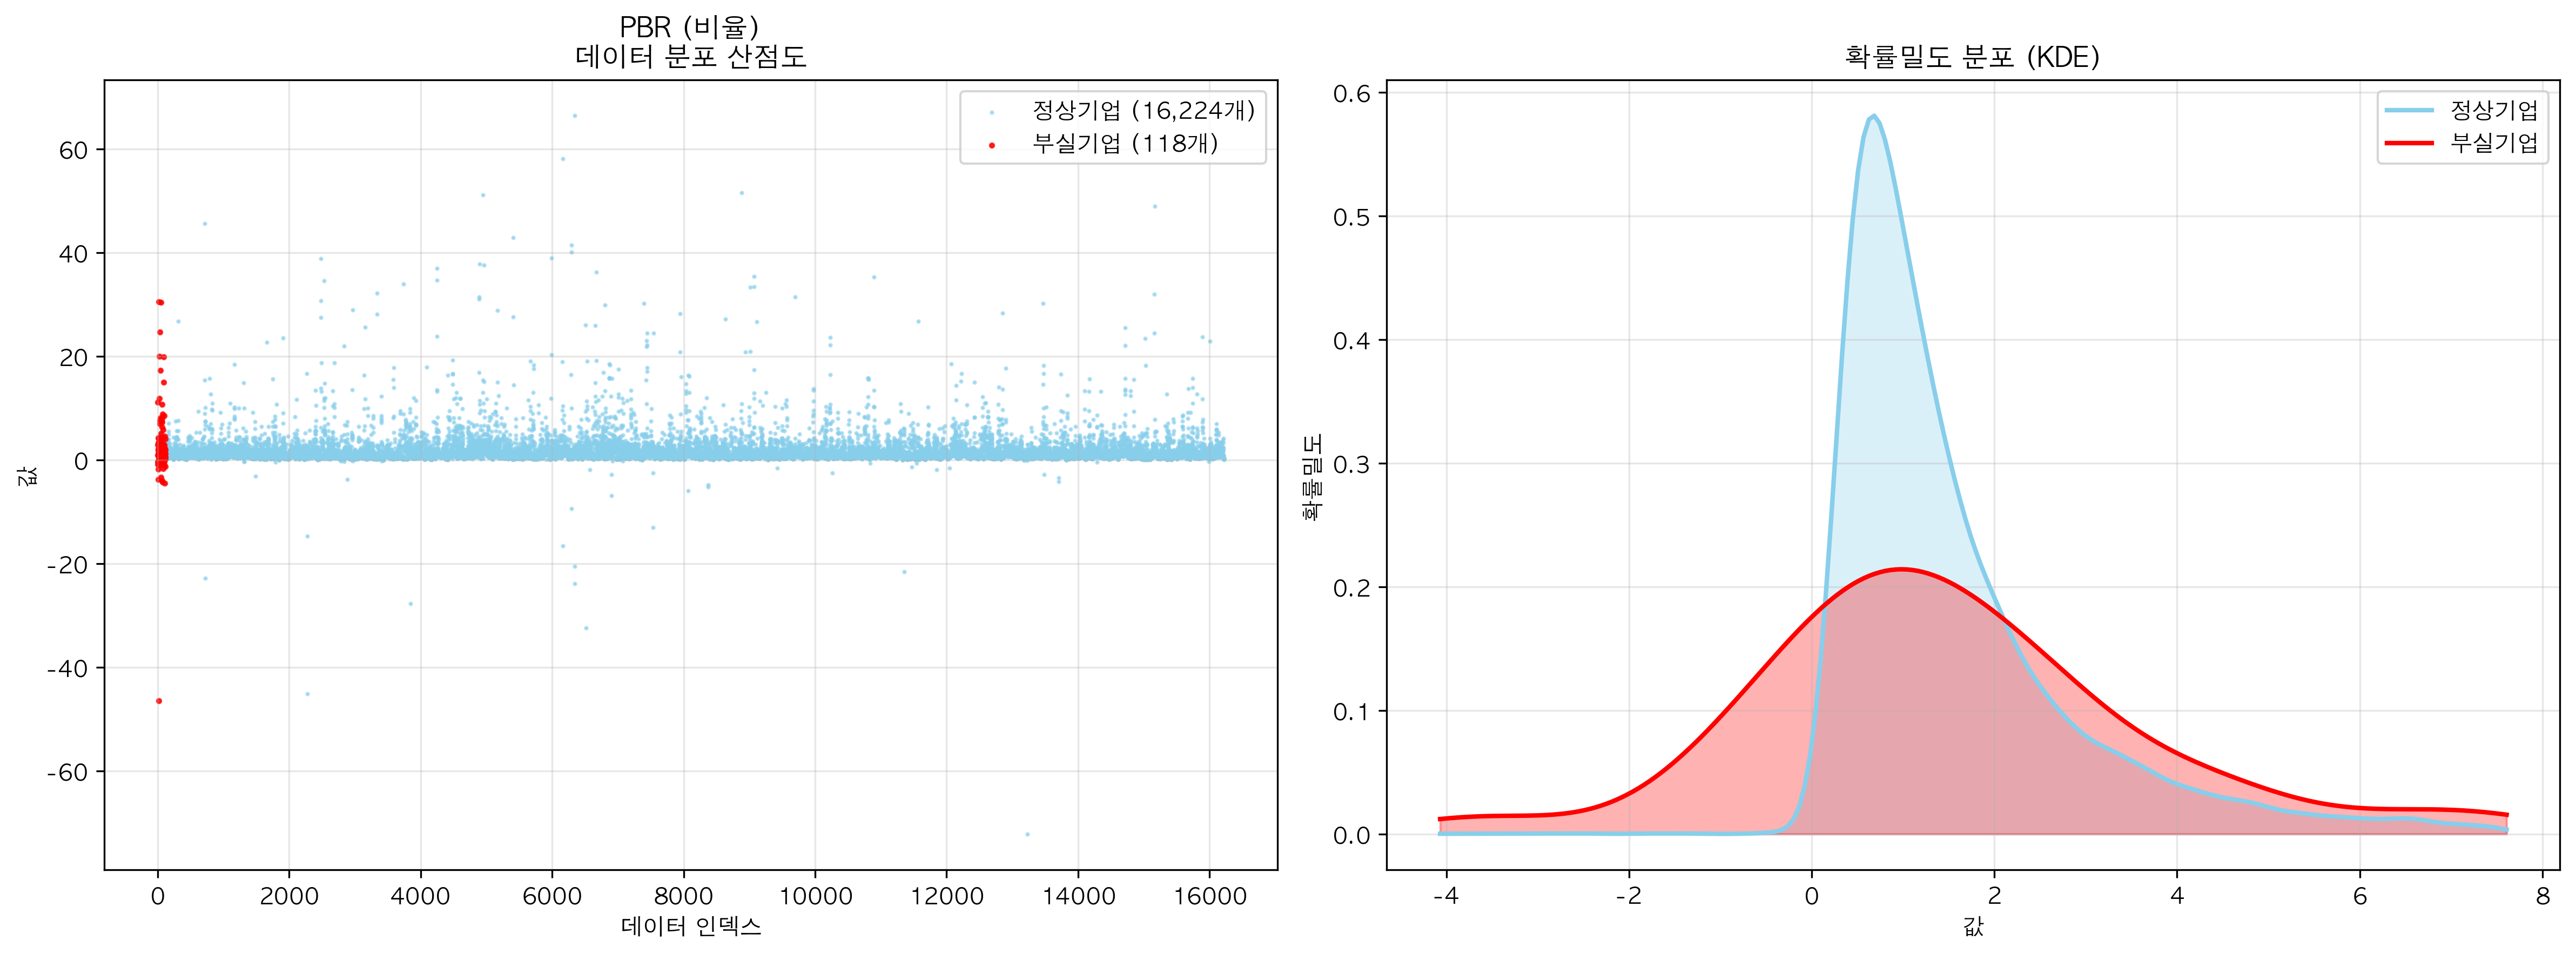 PBR (비율)
데이터 분포 산점도
정상기업 (16,224개)
부실기업 (118개)
60
40
20
0
-20
-40
-60
값
0 2000 4000 6000 8000 10000 12000 14000 16000
데이터 인덱스
확률밀도 분포 (KDE)
정상기업
부실기업
0.6
0.5
0.4
0.3
0.2
0.1
0.0
확률밀도
-4 -2 0 2 4 6 8
값